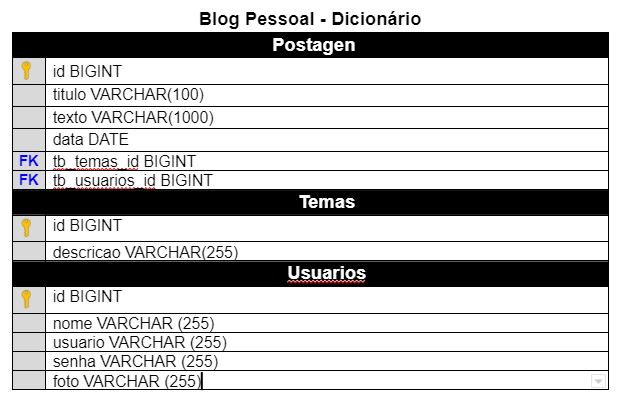 Blog Pessoal - Dicionário
Postagen
id BIGINT
titulo VARCHAR(100)
texto VARCHAR(1000)
data DATE
FK tb_temas_id BIGINT
FK tb_usuarios_id BIGINT
Temas
id BIGINT
descricao VARCHAR(255)
Usuarios
id BIGINT
nome VARCHAR (255)
usuario VARCHAR (255)
senha VARCHAR (255)
foto VARCHAR (255)